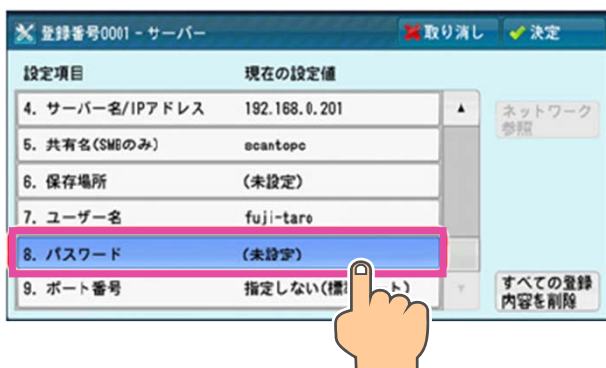 登録番号0001 - サーバー
取り消し
決定
設定項目 現在の設定値
4. サーバー名/IPアドレス 192.168.0.201
ネットワーク
参照
5. 共有名(SMBのみ) scantopc
6. 保存場所 (未設定)
7. ユーザー名 fuji-taro
8. パスワード (未設定)
9. ポート番号 指定しない(標 ト)
すべての登録
内容を削除